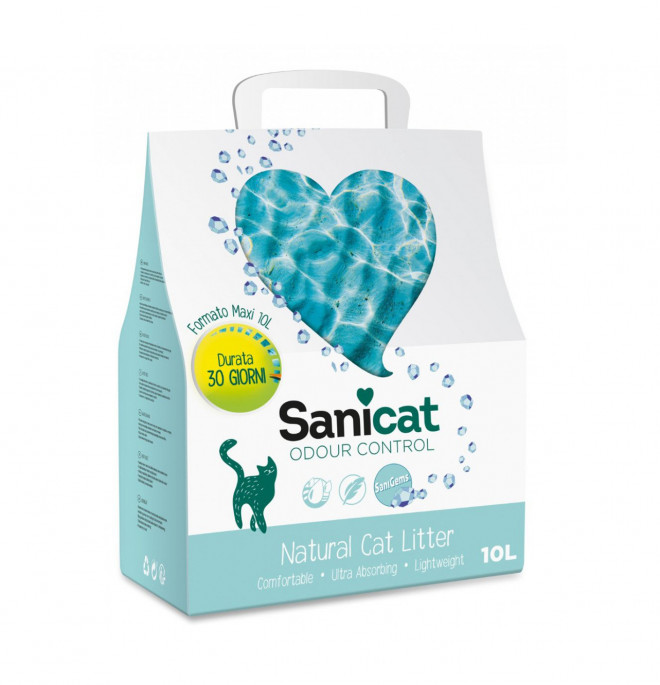 Formato Maxi 10L
Durata
30 GIORNI
Sanicat
ODOUR CONTROL
SaniGems
Natural Cat Litter
10L
Comfortable • Ultra Absorbing • Lightweight